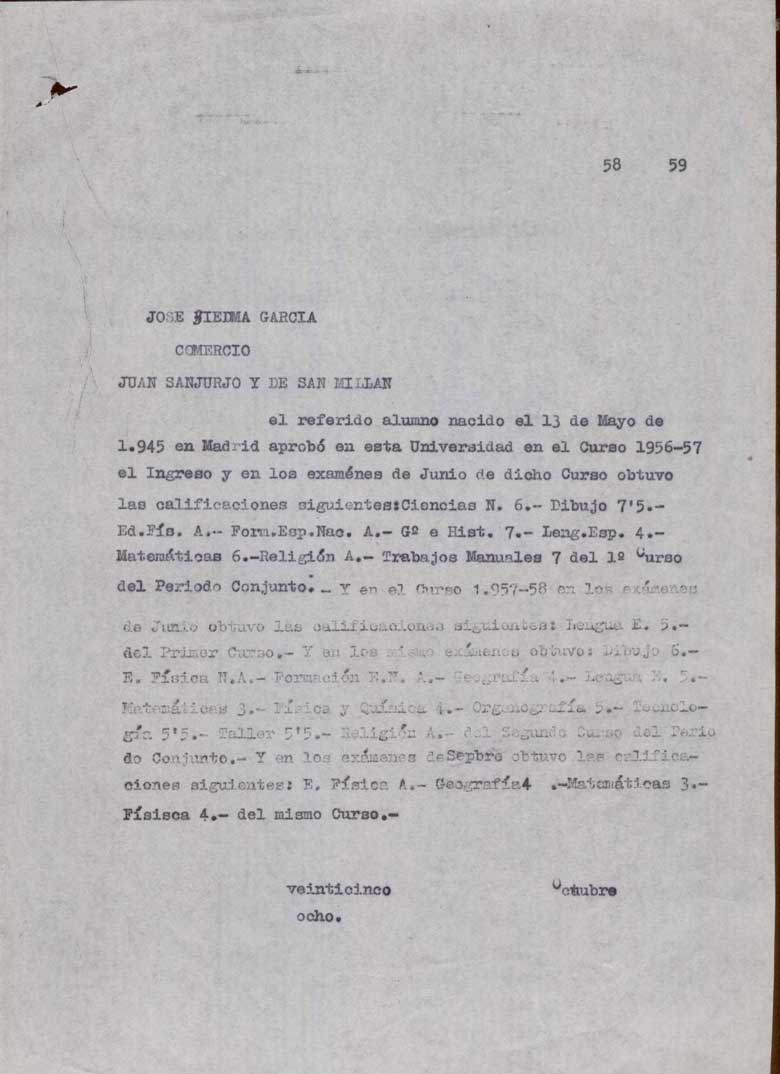 58 59
JOSE BIEDMA GARCIA
COMERCIO
JUAN SANJURJO Y DE SAN MILLAN
el referido alumno nacido el 13 de Mayo de
1.945 en Madrid aprobó en esta Universidad en el Curso 1956-57
el Ingreso y en los examénes de Junio de dicho Curso obtuvo
las calificaciones siguientes:Ciencias N. 6.- Dibujo 7'5.-
Ed.Fís. A.- Form.Esp.Nac. A.- Gº e Hist. 7.- Leng.Esp. 4.-
Matemáticas 6.-Religión A.- Trabajos Manuales 7 del 1º Curso
del Periodo Conjunto.- Y en el Curso 1.957-58 en los exámenes
de Junio obtuvo las calificaciones siguientes: Lengua E. 5.-
del Primer Curso.- Y en los mismo exámenes obtuvo: Dibujo 6.-
E. Física N.A.- Formación E.N. A.- Geografía 4.- Lengua E. 5.-
Matemáticas 3.- Física y Química 4.- Organografía 5.- Tecnolo-
gía 5'5.- Taller 5'5.- Religión A.- del Segundo Curso del Perio
do Conjunto.- Y en los exámenes deSepbre obtuvo las califica-
ciones siguientes: E. Física A.- Geografía4 .-Matemáticas 3.-
Físisca 4.- del mismo Curso.-
veinticinco Octubre
ocho.